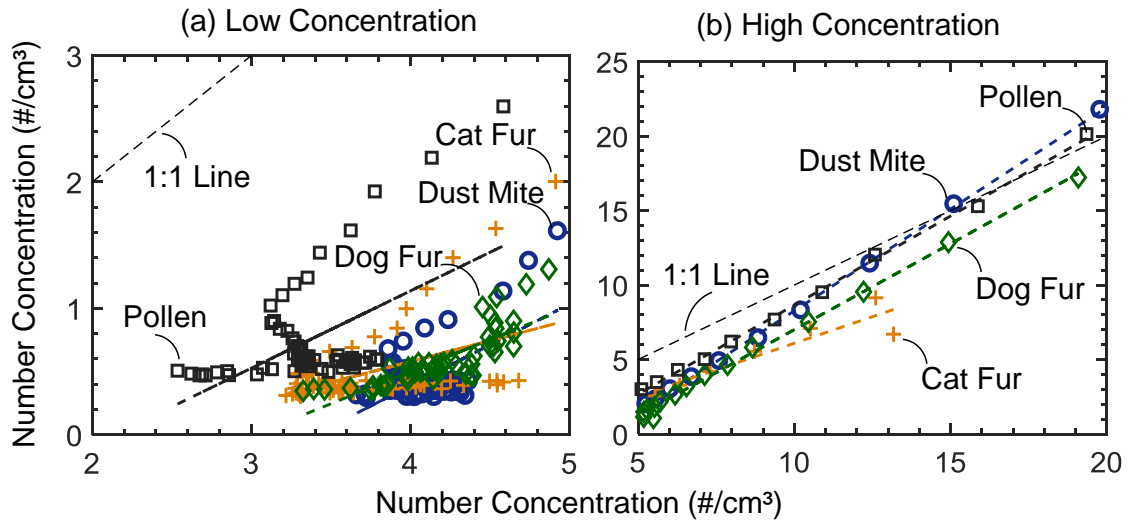 (a) Low Concentration
(b) High Concentration
Number Concentration (#/cm³)
3
2
1
0
2
3
4
5
1:1 Line
Cat Fur
Dust Mite
Dog Fur
Pollen
25
20
15
10
5
0
5
10
15
20
Pollen
Dust Mite
1:1 Line
Dog Fur
Cat Fur
Number Concentration (#/cm³)